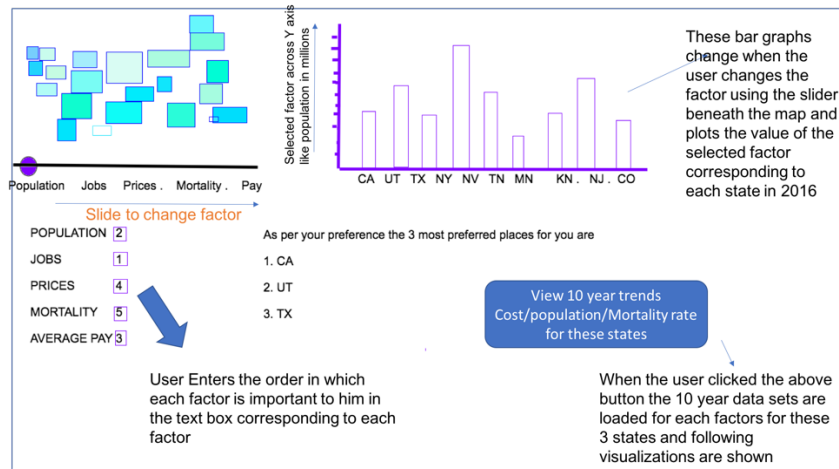 Selected factor across Y axis
like population in millions
These bar graphs
change when the
user changes the
factor using the slider
beneath the map and
plots the value of the
selected factor
corresponding to
each state in 2016
CA UT TX NY NV TN MN KN . NJ . CO
Population Jobs Prices . Mortality . Pay
Slide to change factor
POPULATION 2
JOBS 1
PRICES 4
MORTALITY 5
AVERAGE PAY 3
As per your preference the 3 most preferred places for you are
1. CA
2. UT
3. TX
View 10 year trends
Cost/population/Mortality rate
for these states
User Enters the order in which
each factor is important to him in
the text box corresponding to each
factor
When the user clicked the above
button the 10 year data sets are
loaded for each factors for these
3 states and following
visualizations are shown